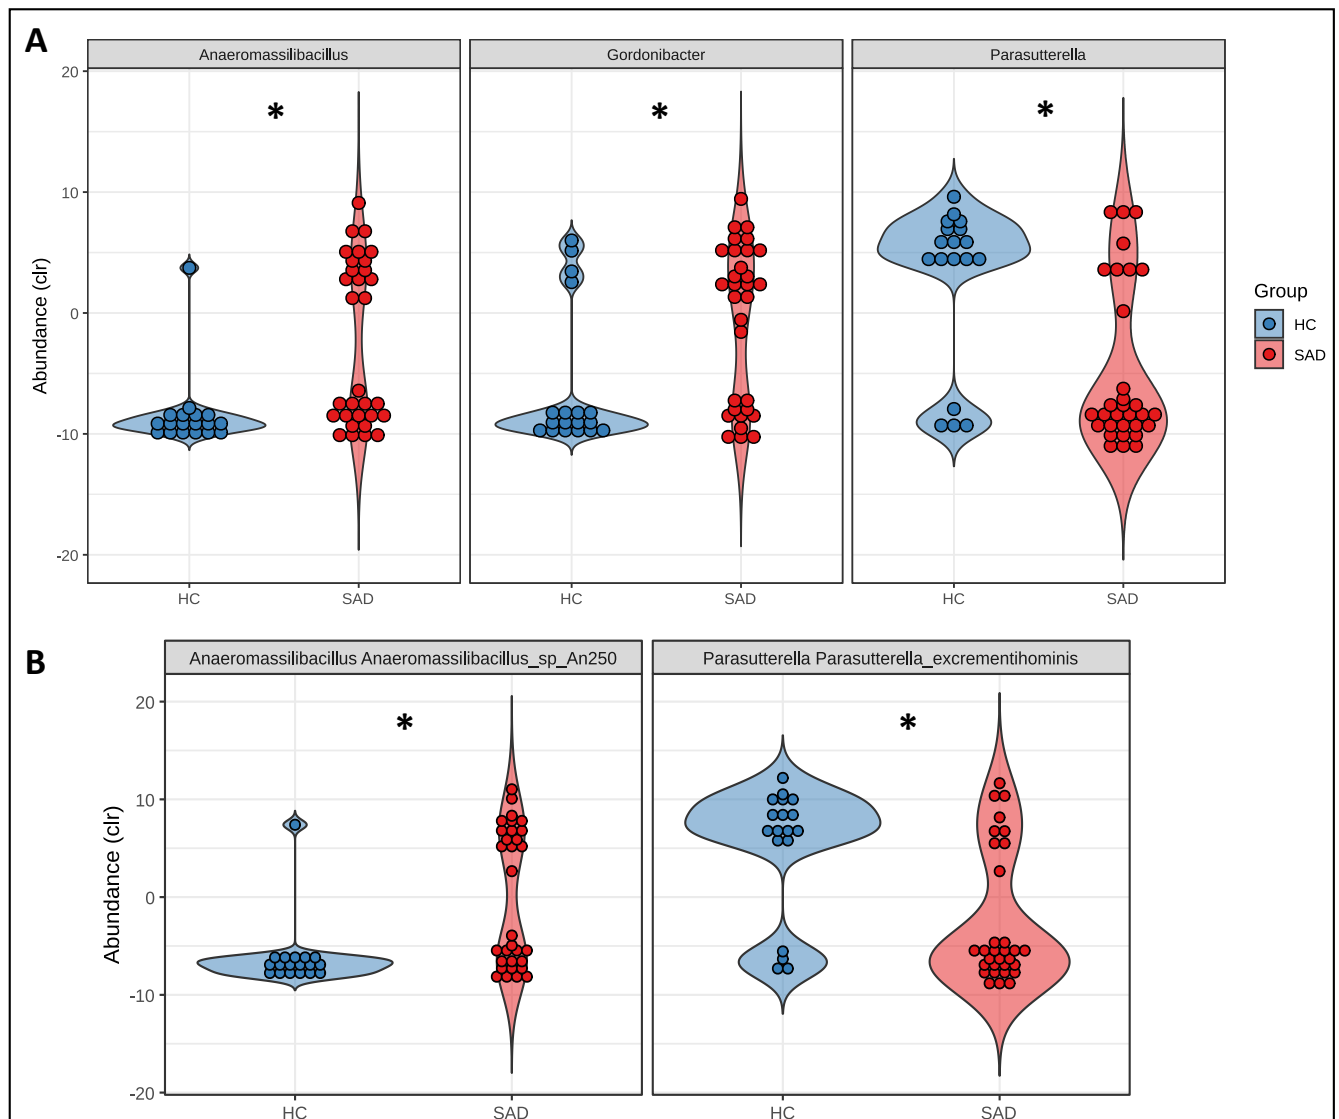 A
Anaeromassilibacillus
Gordonibacter
Parasutterella
20
10
0
-10
-20
Abundance (clr)
*
*
*
HC
SAD
HC
SAD
HC
SAD
Group
HC
SAD
B
Anaeromassilibacillus Anaeromassilibacillus_sp_An250
Parasutterella Parasutterella_excrementihominis
20
10
0
-10
-20
Abundance (clr)
*
*
HC
SAD
HC
SAD